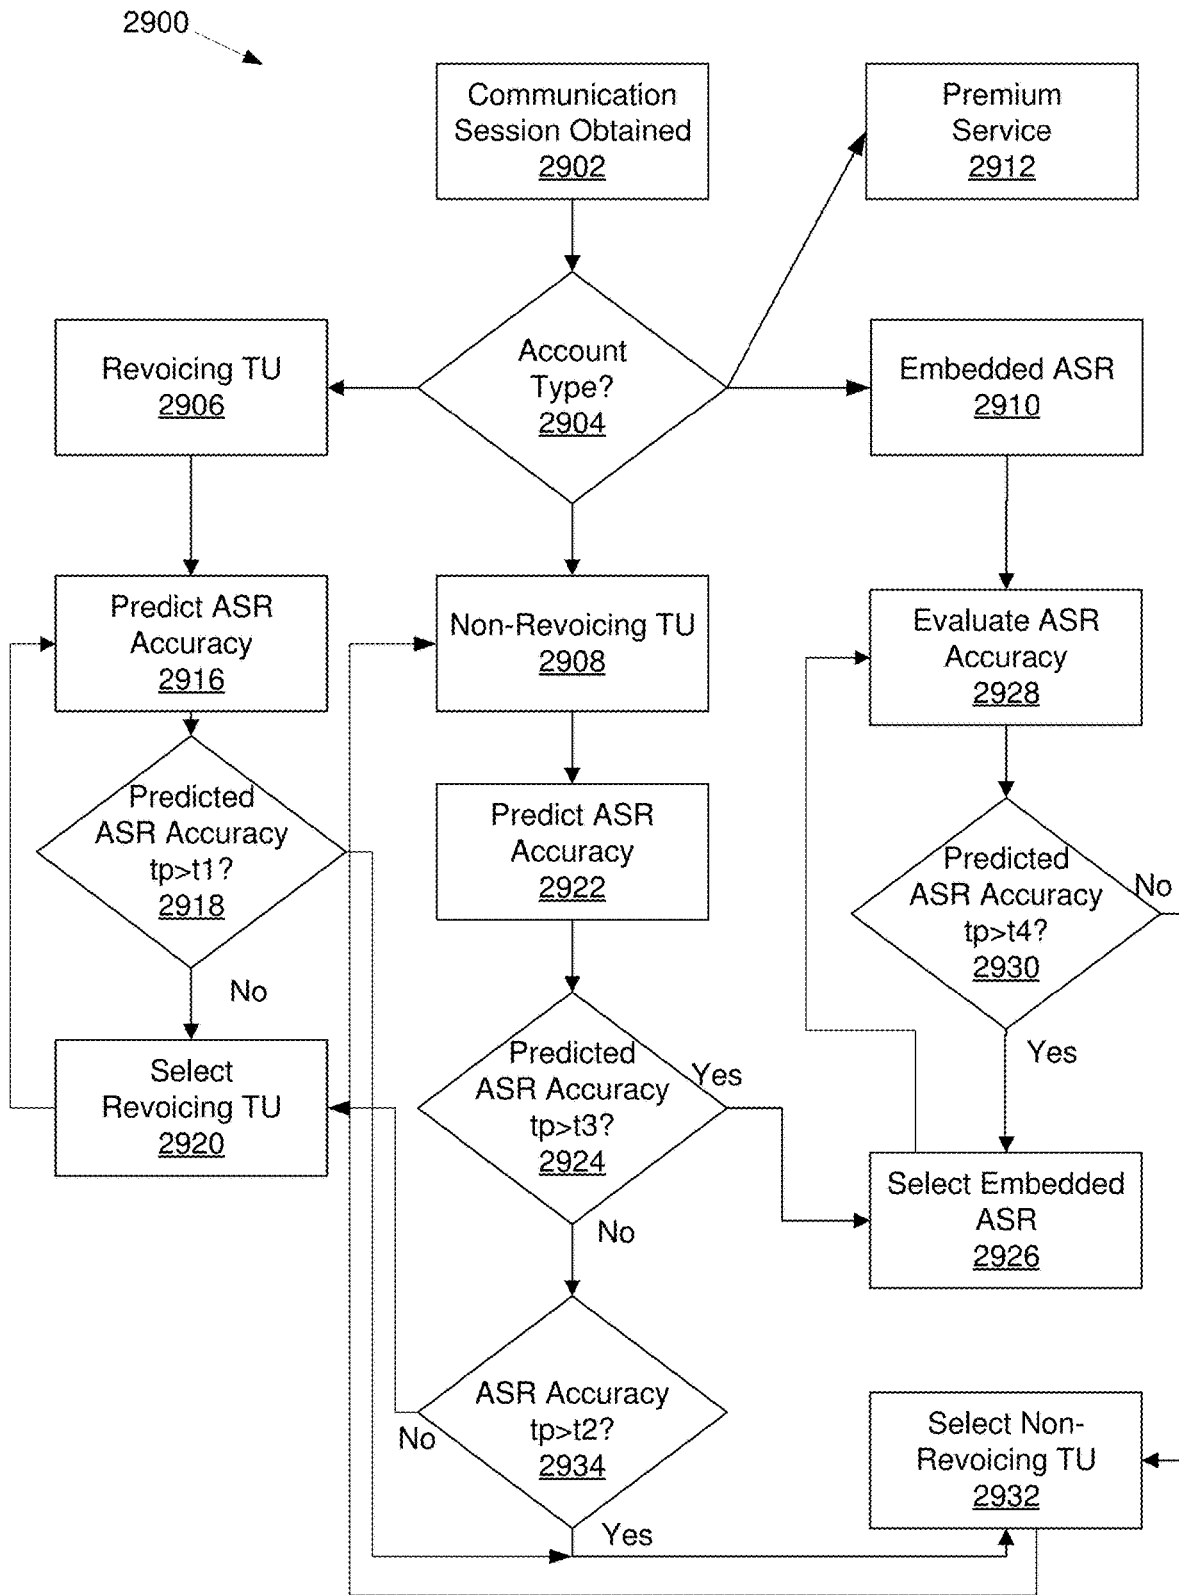 2900
Communication
Session Obtained
2902
Premium
Service
2912
Revoicing TU
2906
Account
Type?
2904
Embedded ASR
2910
Predict ASR
Accuracy
2916
Non-Revoicing TU
2908
Evaluate ASR
Accuracy
2928
Predicted
ASR Accuracy
tp>t1?
2918
No
Predict ASR
Accuracy
2922
Predicted
ASR Accuracy
tp>t4?
2930
No
Yes
Select
Revoicing TU
2920
Predicted
ASR Accuracy
tp>t3?
2924
Yes
No
Select Embedded
ASR
2926
ASR Accuracy
tp>t2?
2934
No
Yes
Select Non-
Revoicing TU
2932